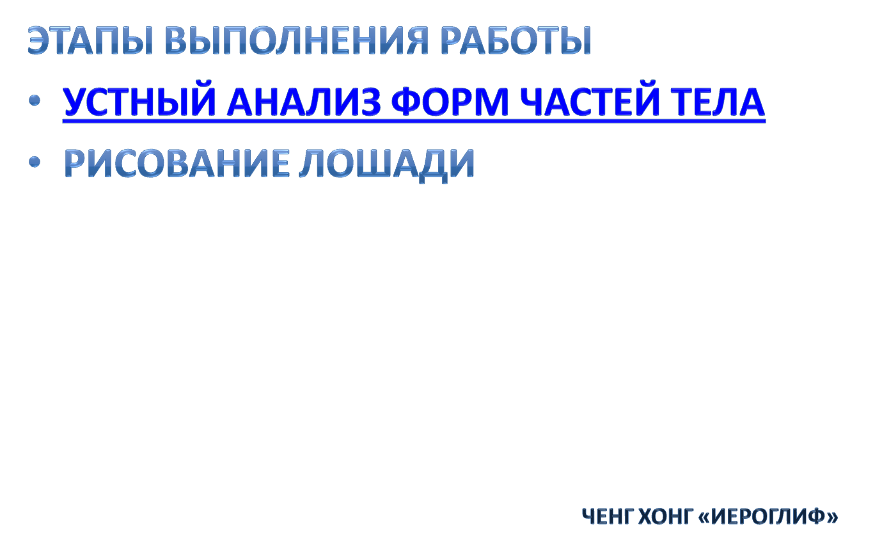 ЭТАПЫ ВЫПОЛНЕНИЯ РАБОТЫ
• УСТНЫЙ АНАЛИЗ ФОРМ ЧАСТЕЙ ТЕЛА
• РИСОВАНИЕ ЛОШАДИ
ЧЕНГ ХОНГ «ИЕРОГЛИФ»